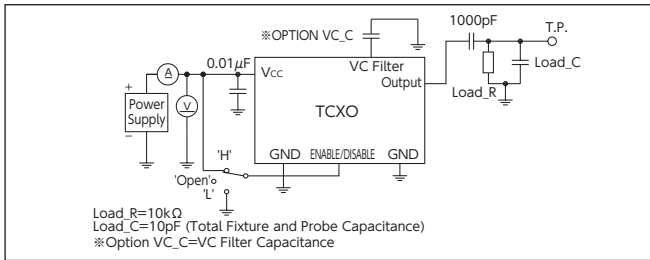 ※OPTION VC_C
1000pF
T.P.
A
0.01μF
Vcc
VC Filter
Output
Load_C
Load_R
+
Power
Supply
−
V
TCXO
GND
ENABLE/DISABLE
GND
'H'
'Open'
'L'
Load_R=10kΩ
Load_C=10pF (Total Fixture and Probe Capacitance)
※Option VC_C=VC Filter Capacitance